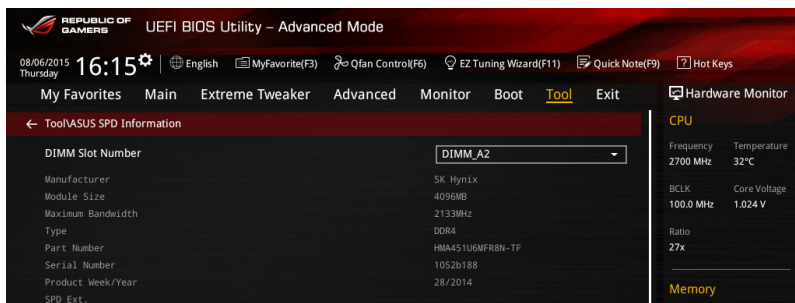 REPUBLIC OF
GAMERS
UEFI BIOS Utility – Advanced Mode
08/06/2015
Thursday
16:15
English
MyFavorite(F3)
Qfan Control(F6)
EZ Tuning Wizard(F11)
Quick Note(F9)
? Hot Keys
My Favorites Main Extreme Tweaker Advanced Monitor Boot Tool Exit
← Tool\ASUS SPD Information
DIMM Slot Number DIMM_A2
Manufacturer SK Hynix
Module Size 4096MB
Maximum Bandwidth 2133MHz
Type DDR4
Part Number HMA451U6MFR8N-TF
Serial Number 1052b188
Product Week/Year 28/2014
SPD Ext.
Hardware Monitor
CPU
Frequency Temperature
2700 MHz 32°C
BCLK Core Voltage
100.0 MHz 1.024 V
Ratio
27x
Memory